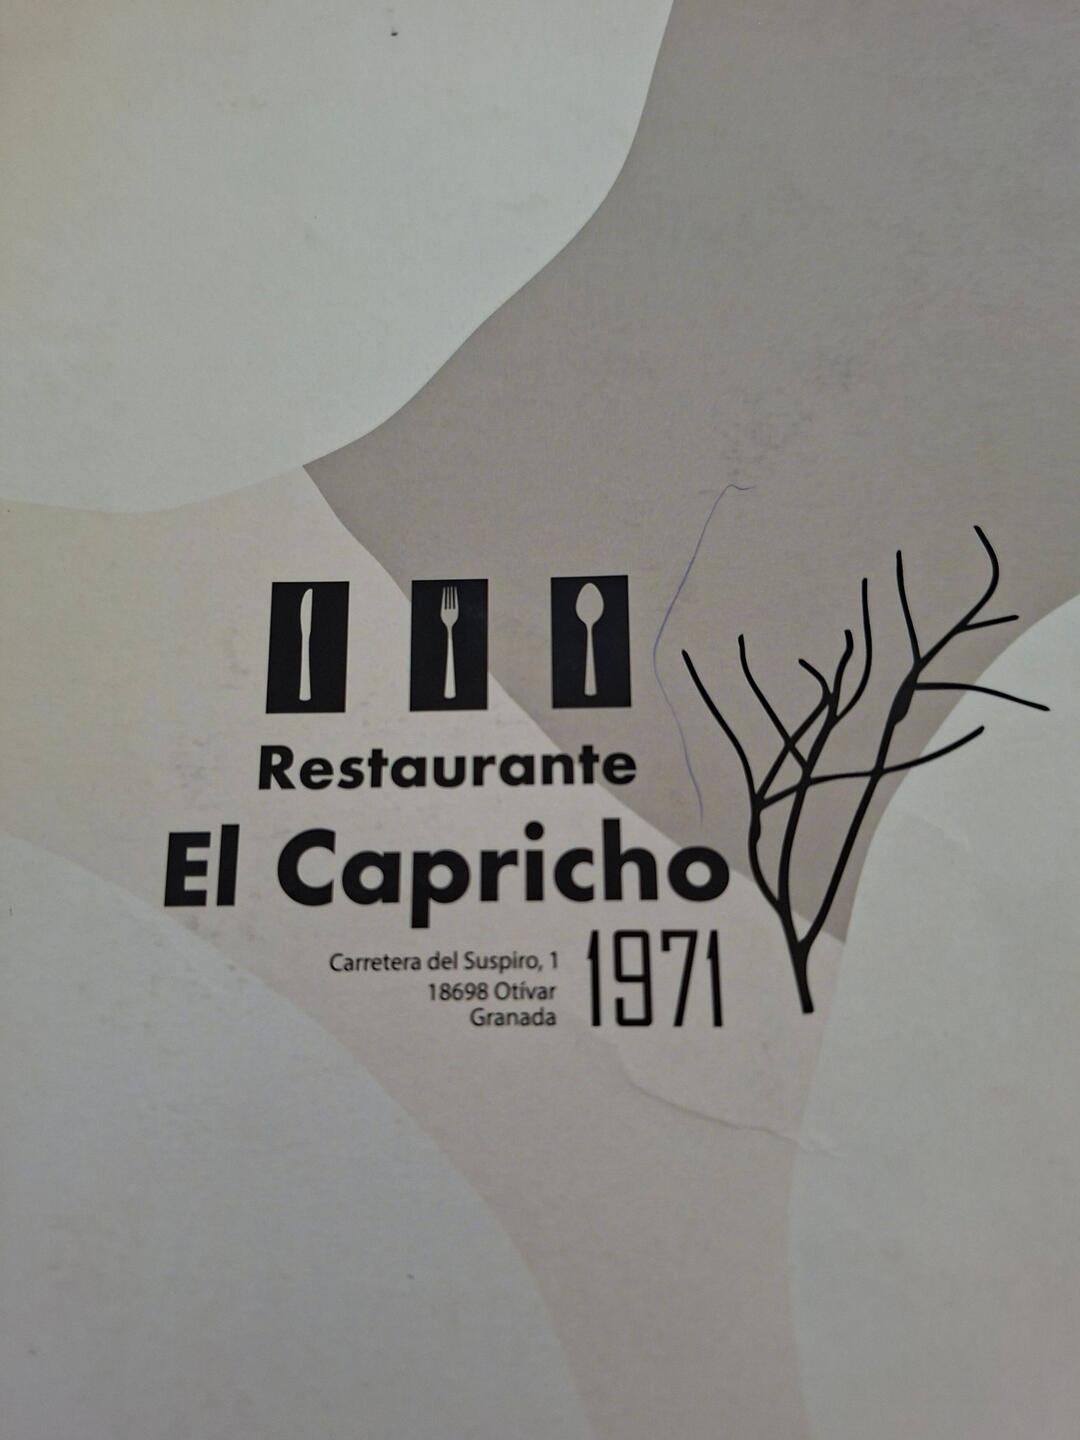 Restaurante
El Capricho
1971
Carretera del Suspiro, 1
18698 Otívar
Granada